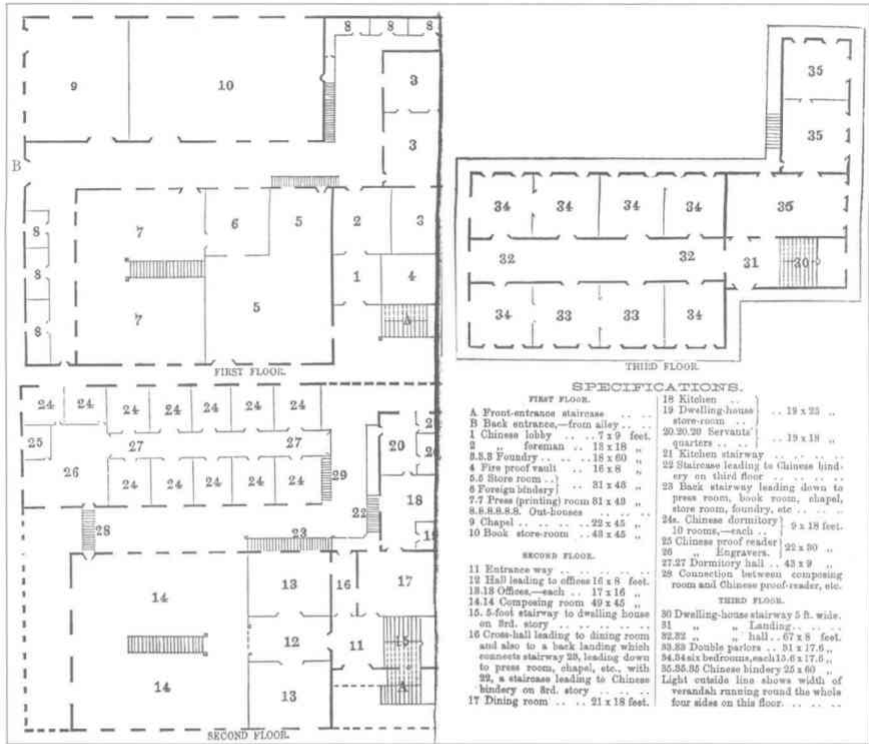 8 8 8
9 10 3
B
3
7 6 5 2 3
8
8
1 4
5
7 A
8
FIRST FLOOR.
24 24 24 24 24 24 24
25 27 27
26
24 24 24 24 24
29
28
22
23
20
18
14 13 16 17
12 11 15
14 13 A
SECOND FLOOR.
35
35
34 34 34 34 35
32 32 31 30
34 33 33 34
THIRD FLOOR.
SPECIFICATIONS.
FIRST FLOOR.
A Front-entrance staircase .. .. ..
B Back entrance,—from alley .. ..
1 Chinese lobby .. .. 7 x 9 feet.
2 „ foreman .. 13 x 18 „
3.3.3 Foundry .. .. .. 18 x 60 „
4 Fire proof vault .. 16 x 8 „
5.5 Store room ..} .. 31 x 43 „
6 Foreign bindery}
7.7 Press (printing) room 31 x 43 „
8.8.8.8.8.8. Out-houses .. .. .. ..
9 Chapel .. .. .. .. .. 22 x 45 „
10 Book store-room .. 43 x 45 „
SECOND FLOOR.
11 Entrance way .. .. .. .. .. ..
12 Hall leading to offices 16 x 8 feet.
13.13 Offices,—each .. 17 x 16 „
14.14 Composing room 49 x 45 „
15. 5-foot stairway to dwelling house
on 3rd. story .. .. .. .. .. ..
16 Cross-hall leading to dining room
and also to a back landing which
connects stairway 23, leading down
to press room, chapel, etc., with
22, a staircase leading to Chinese
bindery on 3rd. story .. .. ..
17 Dining room .. .. 21 x 18 feet.
18 Kitchen .. ..
19 Dwelling-house .. 19 x 25 „
store-room ..
20.20.20 Servants'
quarters .. .. .. 19 x 18 „
21 Kitchen stairway .. .. .. .. ..
22 Staircase leading to Chinese bind-
ery on third floor .. .. .. .. ..
23 Back stairway leading down to
press room, book room, chapel,
store room, foundry, etc .. .. ..
24s. Chinese dormitory
10 rooms,—each .. 9 x 18 feet.
25 Chinese proof reader
26 „ Engravers. 22 x 30 „
27.27 Dormitory hall .. 43 x 9 „
28 Connection between composing
room and Chinese proof-reader, etc.
THIRD FLOOR.
30 Dwelling-house stairway 5 ft. wide.
31 „ „ Landing .. .. ..
32.32 „ „ hall .. 67 x 8 feet.
33.33 Double parlors .. 31 x 17.6 „
34.34 six bedrooms, each 15.6 x 17.6 „
35.35.35 Chinese bindery 25 x 60 „
Light outside line shows width of
verandah running round the whole
four sides on this floor .. .. .. ..